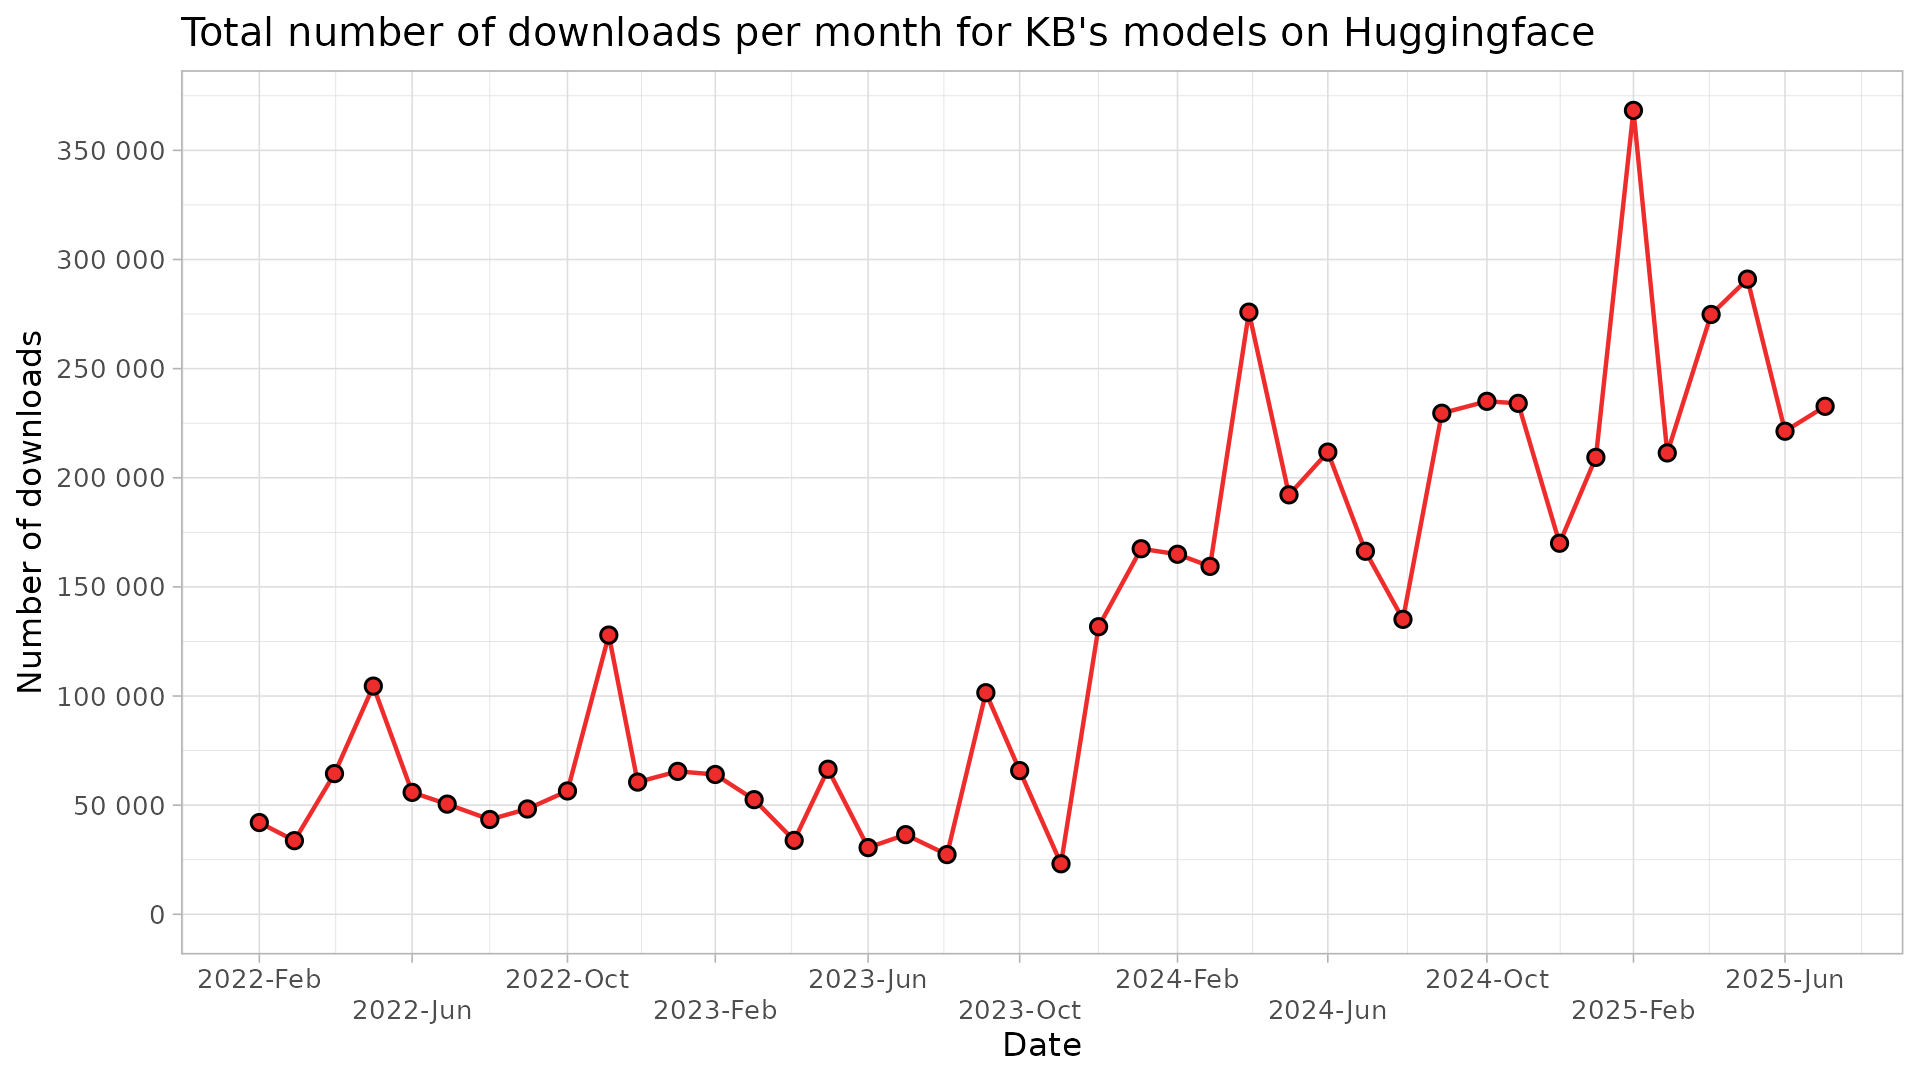 Total number of downloads per month for KB's models on Huggingface
Number of downloads
350 000
300 000
250 000
200 000
150 000
100 000
50 000
0
2022-Feb
2022-Jun
2022-Oct
2023-Feb
2023-Jun
2023-Oct
2024-Feb
2024-Jun
2024-Oct
2025-Feb
2025-Jun
Date